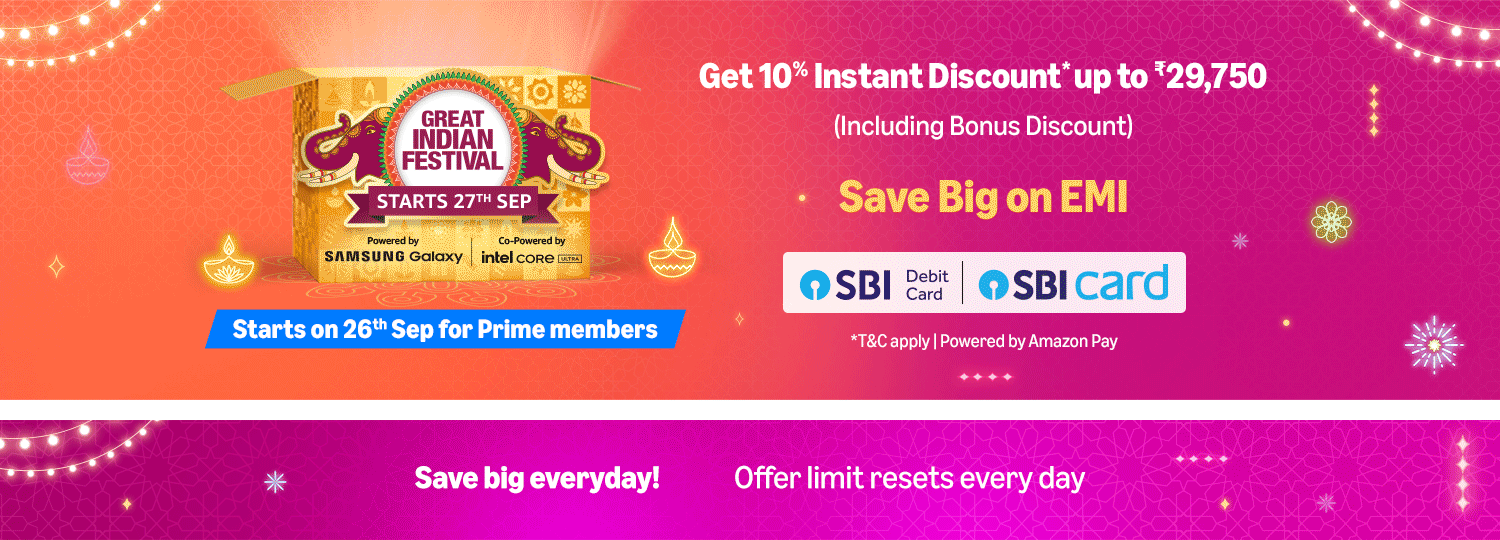 GREAT
INDIAN
FESTIVAL
STARTS 27TH SEP
Powered by
SAMSUNG Galaxy
Co-Powered by
intel CORE ULTRA
Starts on 26th Sep for Prime members
Get 10% Instant Discount* up to ₹29,750
(Including Bonus Discount)
Save Big on EMI
SBI Debit Card
SBI card
*T&C apply | Powered by Amazon Pay
Save big everyday! Offer limit resets every day